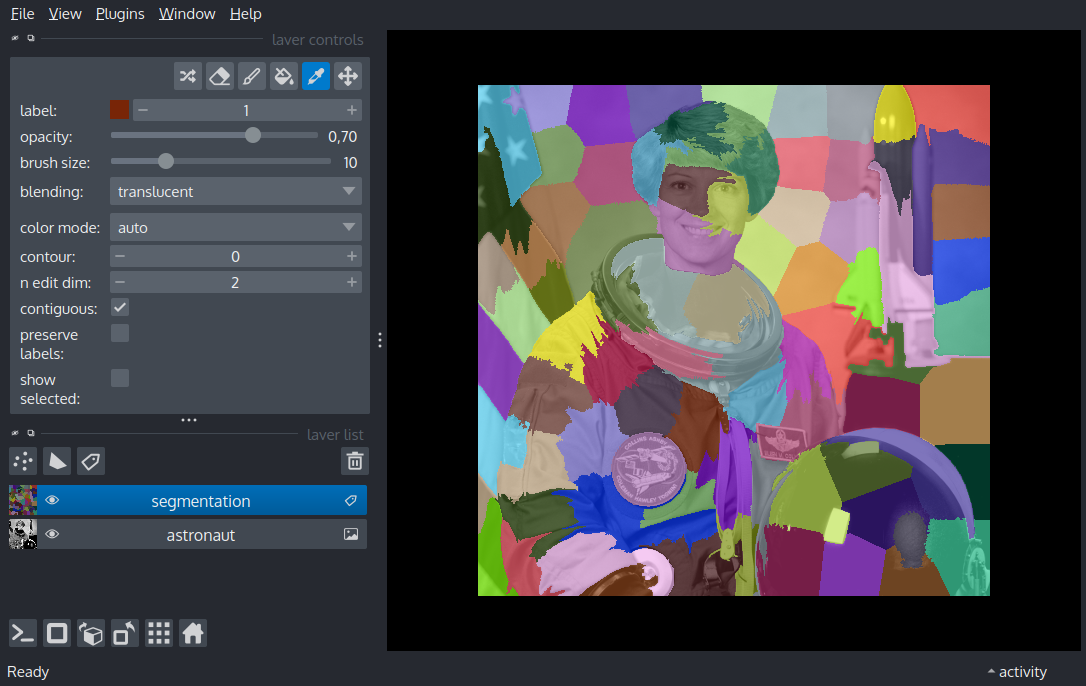 File View Plugins Window Help
layer controls
label: 1
opacity: 0,70
brush size: 10
blending: translucent
color mode: auto
contour: 0
n edit dim: 2
contiguous:
preserve
labels:
show
selected:
layer list
segmentation
astronaut
Ready
activity